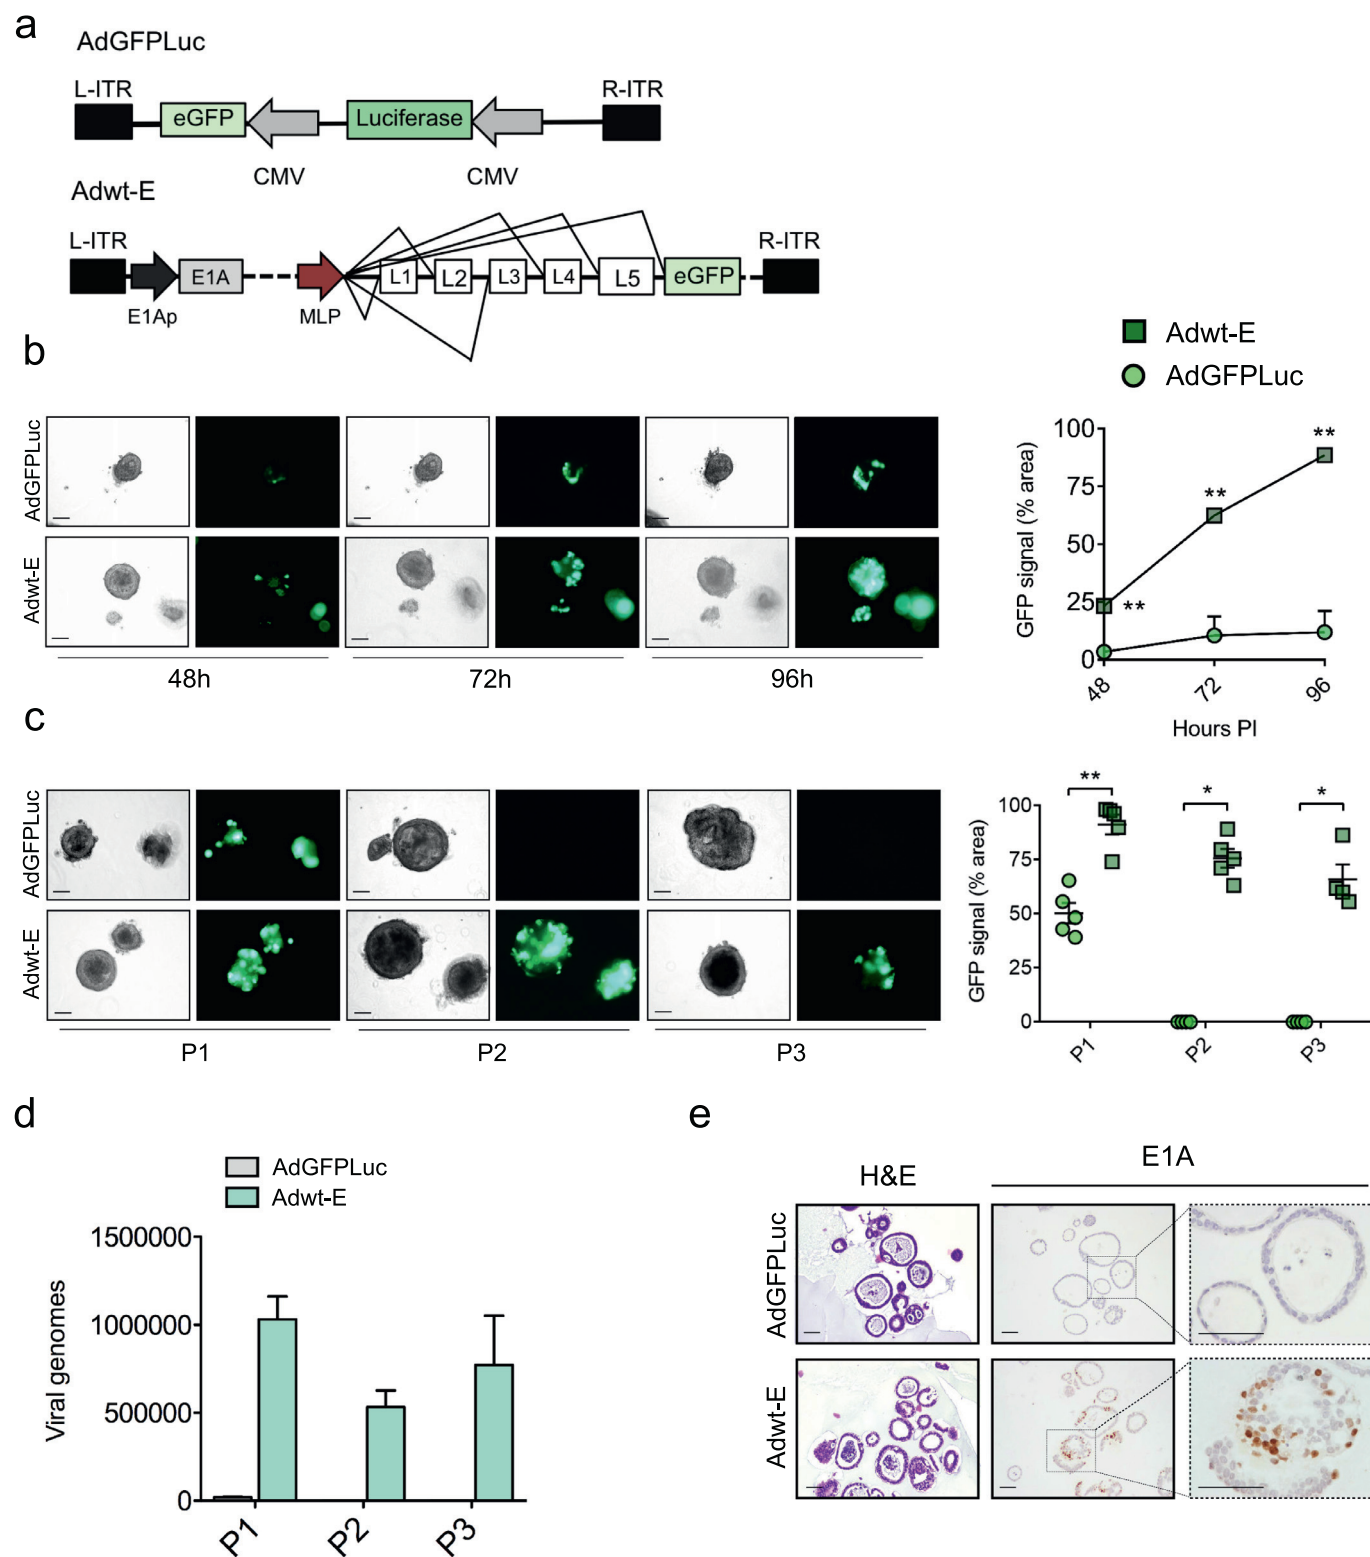 a
AdGFPLuc
L-ITR
R-ITR
eGFP
Luciferase
CMV
CMV
Adwt-E
L-ITR
R-ITR
E1A
L1
L2
L3
L4
L5
eGFP
E1Ap
MLP
b
Adwt-E
AdGFPLuc
AdGFPLuc
Adwt-E
48h
72h
96h
GFP signal (% area)
100
75
50
25
0
**
**
**
48
72
96
Hours PI
c
AdGFPLuc
Adwt-E
P1
P2
P3
GFP signal (% area)
100
75
50
25
0
**
*
*
P1
P2
P3
d
AdGFPLuc
Adwt-E
Viral genomes
1500000
1000000
500000
0
P1
P2
P3
e
H&E
E1A
AdGFPLuc
Adwt-E